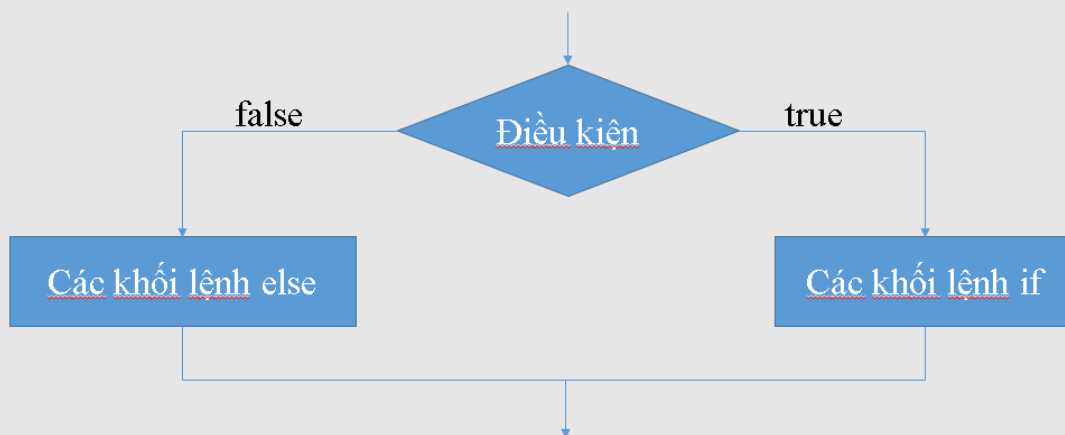 false
Điều kiện
true
Các khối lệnh else
Các khối lệnh if